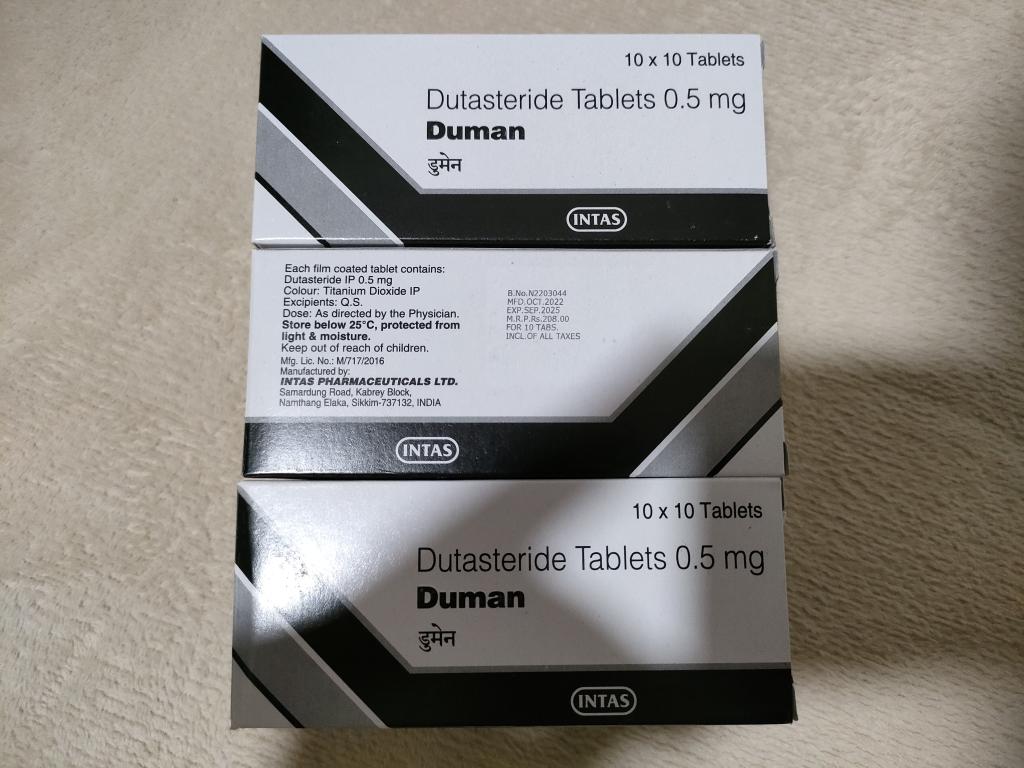 10 x 10 Tablets
Dutasteride Tablets 0.5 mg
Duman
डुमेन
INTAS
Each film coated tablet contains:
Dutasteride IP 0.5 mg
Colour: Titanium Dioxide IP
Excipients: Q.S.
Dose: As directed by the Physician.
Store below 25°C, protected from
light & moisture.
Keep out of reach of children.
Mfg. Lic. No.: M/717/2016
Manufactured by:
INTAS PHARMACEUTICALS LTD.
Samardung Road, Kabrey Block,
Namthang Elaka, Sikkim-737132, INDIA
B.No.N2203044
MFD.OCT.2022
EXP.SEP.2025
M.R.P.Rs.208.00
FOR 10 TABS.
INCL.OF ALL TAXES
INTAS
10 x 10 Tablets
Dutasteride Tablets 0.5 mg
Duman
डुमेन
INTAS